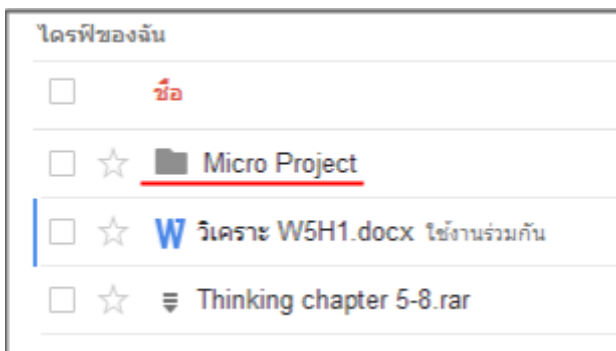 ไดรฟ์ของฉัน
ชื่อ
Micro Project
วิเคราะ W5H1.docx ใช้งานร่วมกัน
Thinking chapter 5-8.rar